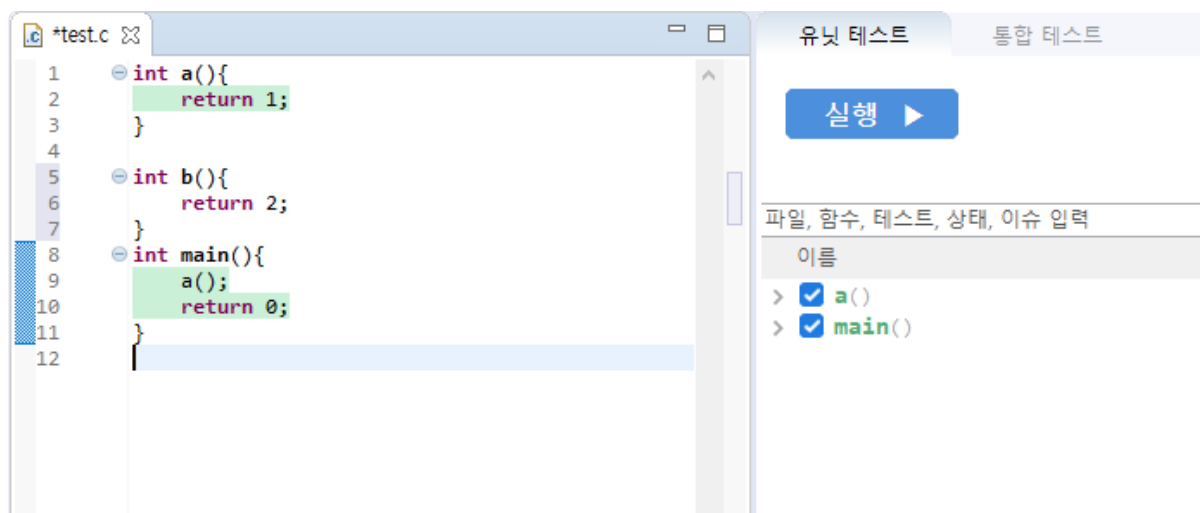 *test.c
1 int a(){
2 return 1;
3 }
4
5 int b(){
6 return 2;
7 }
8 int main(){
9 a();
10 return 0;
11 }
12
유닛 테스트 통합 테스트
실행
파일, 함수, 테스트, 상태, 이슈 입력
이름
a()
main()